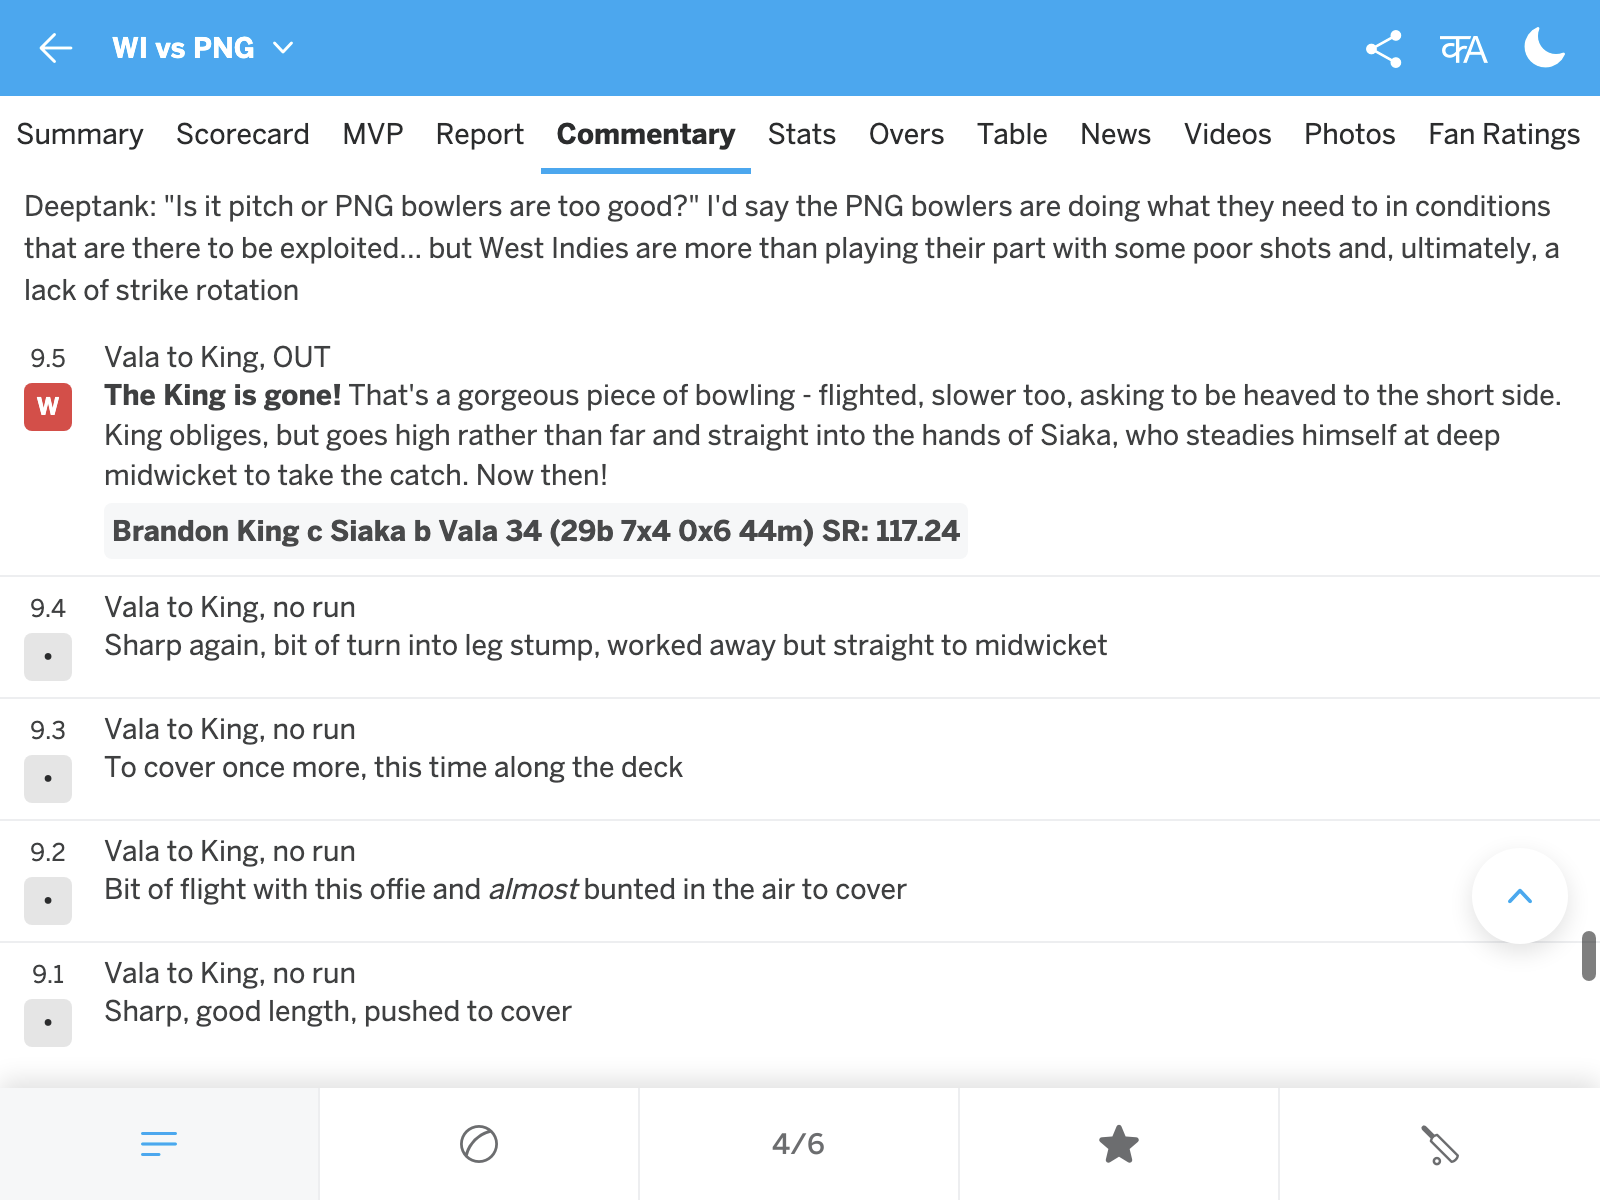 WI vs PNG
काA
Summary Scorecard MVP Report Commentary Stats Overs Table News Videos Photos Fan Ratings
Deeptank: "Is it pitch or PNG bowlers are too good?" I'd say the PNG bowlers are doing what they need to in conditions
that are there to be exploited... but West Indies are more than playing their part with some poor shots and, ultimately, a
lack of strike rotation
9.5 Vala to King, OUT
W The King is gone! That's a gorgeous piece of bowling - flighted, slower too, asking to be heaved to the short side.
King obliges, but goes high rather than far and straight into the hands of Siaka, who steadies himself at deep
midwicket to take the catch. Now then!
Brandon King c Siaka b Vala 34 (29b 7x4 0x6 44m) SR: 117.24
9.4 Vala to King, no run
• Sharp again, bit of turn into leg stump, worked away but straight to midwicket
9.3 Vala to King, no run
• To cover once more, this time along the deck
9.2 Vala to King, no run
• Bit of flight with this offie and almost bunted in the air to cover
9.1 Vala to King, no run
• Sharp, good length, pushed to cover
4/6